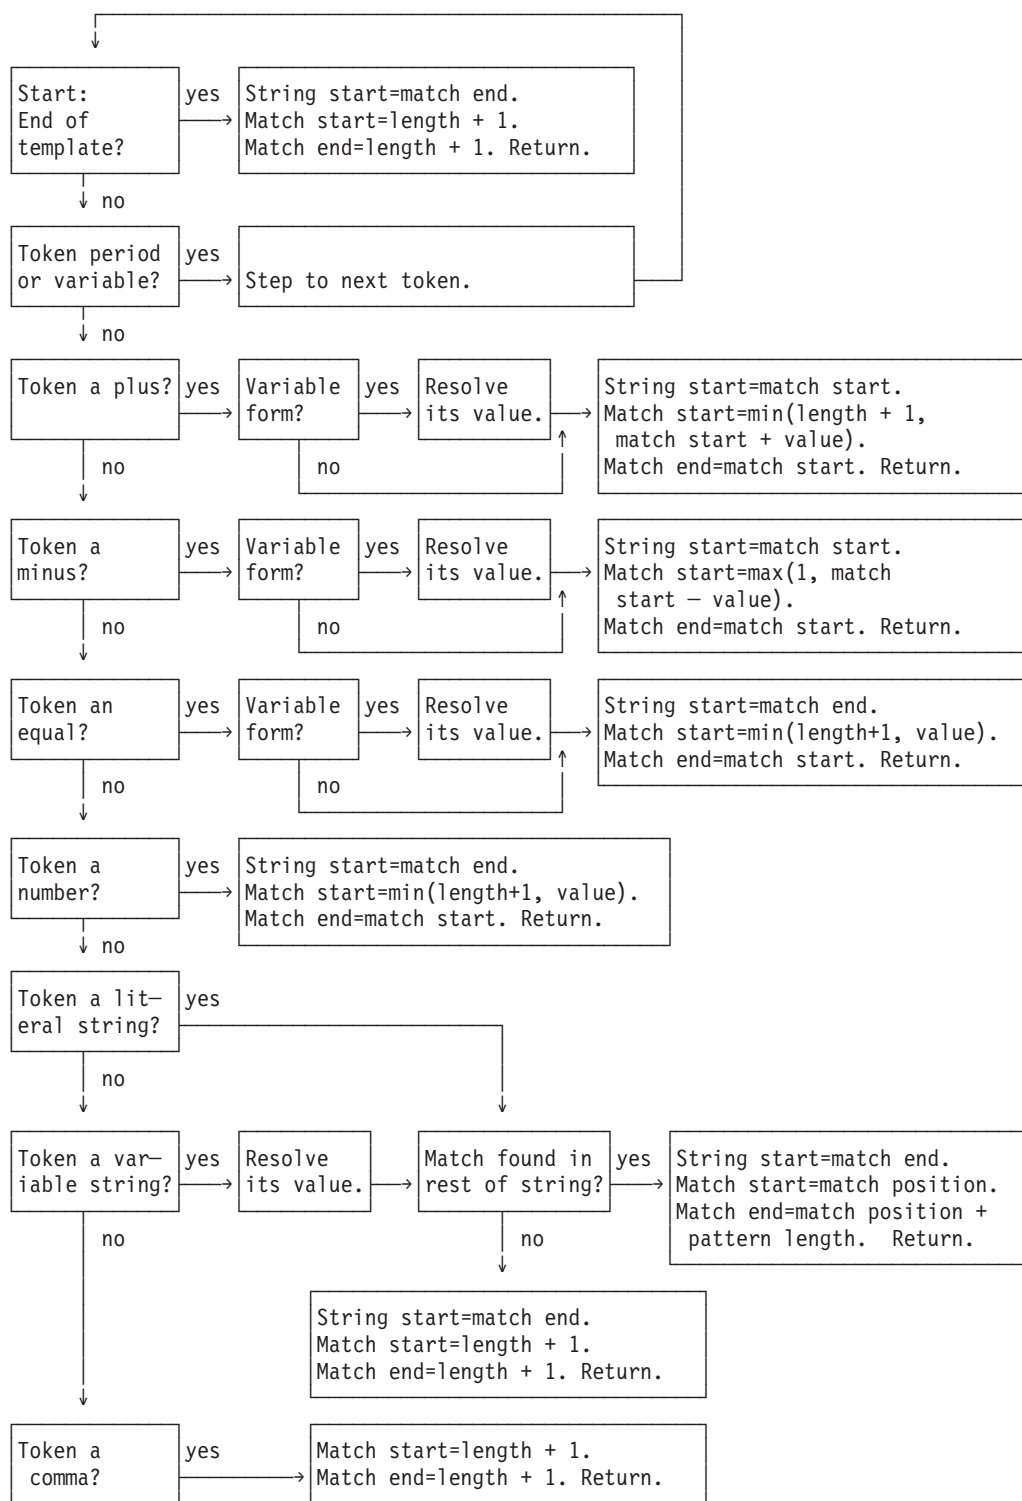 Start:
End of
template?
yes
String start=match end.
Match start=length + 1.
Match end=length + 1. Return.
no
Token period
or variable?
yes
Step to next token.
no
Token a plus?
yes
Variable
form?
yes
Resolve
its value.
String start=match start.
Match start=min(length + 1,
match start + value).
Match end=match start. Return.
no
no
Token a
minus?
yes
Variable
form?
yes
Resolve
its value.
String start=match start.
Match start=max(1, match
start — value).
Match end=match start. Return.
no
no
Token an
equal?
yes
Variable
form?
yes
Resolve
its value.
String start=match end.
Match start=min(length+1, value).
Match end=match start. Return.
no
no
Token a
number?
yes
String start=match end.
Match start=min(length+1, value).
Match end=match start. Return.
no
Token a lit—
eral string?
yes
no
Token a var—
iable string?
yes
Resolve
its value.
Match found in
rest of string?
yes
String start=match end.
Match start=match position.
Match end=match position +
pattern length. Return.
no
no
String start=match end.
Match start=length + 1.
Match end=length + 1. Return.
Token a
comma?
yes
Match start=length + 1.
Match end=length + 1. Return.